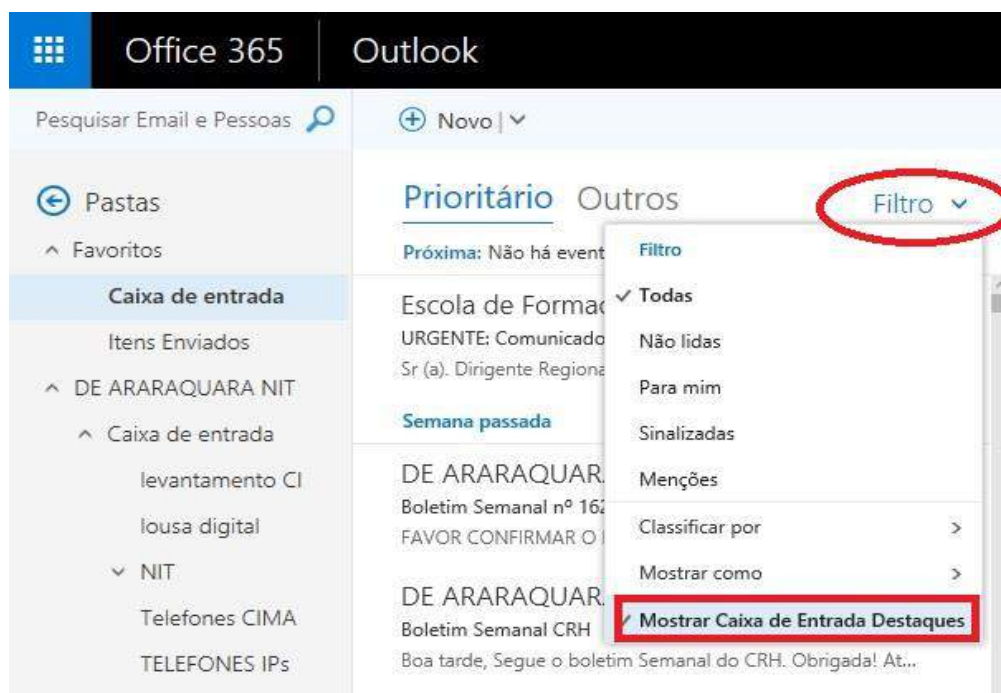 Office 365
Outlook
Pesquisar Email e Pessoas
Novo
Pastas
Favoritos
Caixa de entrada
Itens Enviados
DE ARARAQUARA NIT
Caixa de entrada
levantamento CI
lousa digital
NIT
Telefones CIMA
TELEFONES IPs
Prioritário Outros
Filtro
Próxima: Não há event
Escola de Formaç
URGENTE: Comunicado
Sr (a). Dirigente Regiona
Semana passada
DE ARARAQUAR
Boletim Semanal nº 162
FAVOR CONFIRMAR O
DE ARARAQUAR
Boletim Semanal CRH
Boa tarde, Segue o boletim Semanal do CRH. Obrigada! At...
Filtro
Todas
Não lidas
Para mim
Sinalizadas
Menções
Classificar por
Mostrar como
Mostrar Caixa de Entrada Destaques